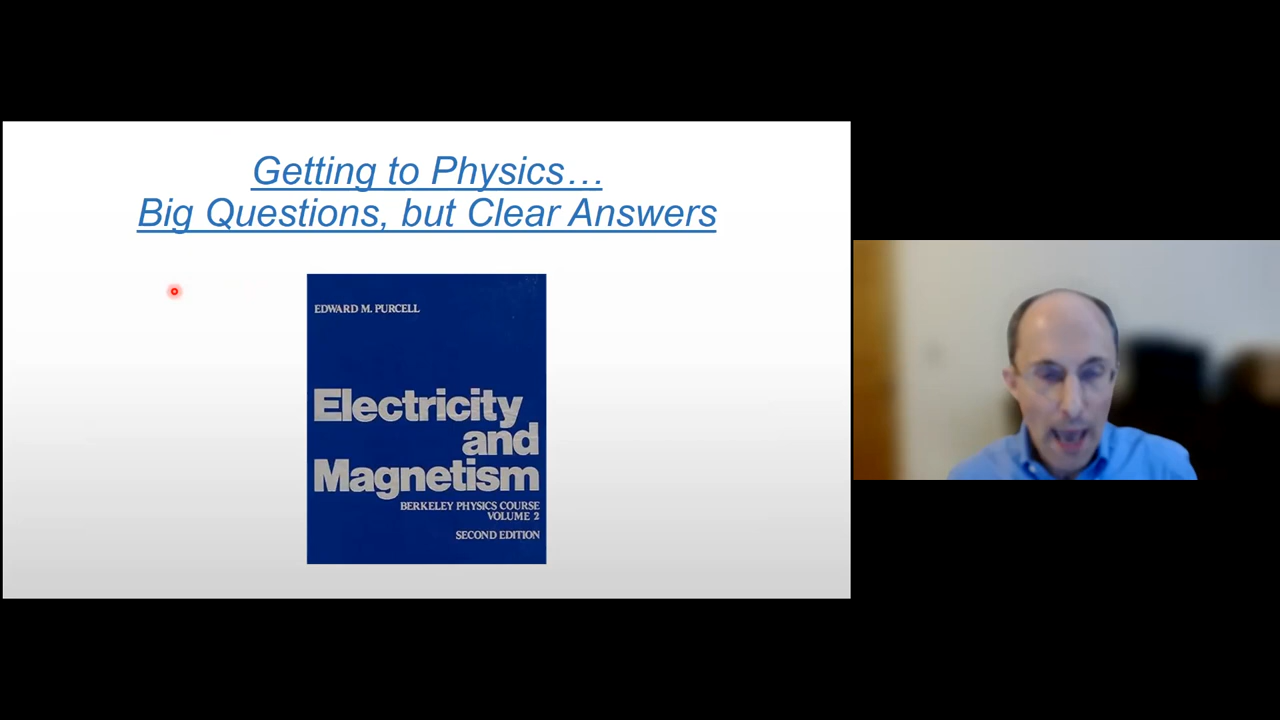 Getting to Physics…
Big Questions, but Clear Answers
EDWARD M. PURCELL
Electricity
and
Magnetism
BERKELEY PHYSICS COURSE
VOLUME 2
SECOND EDITION